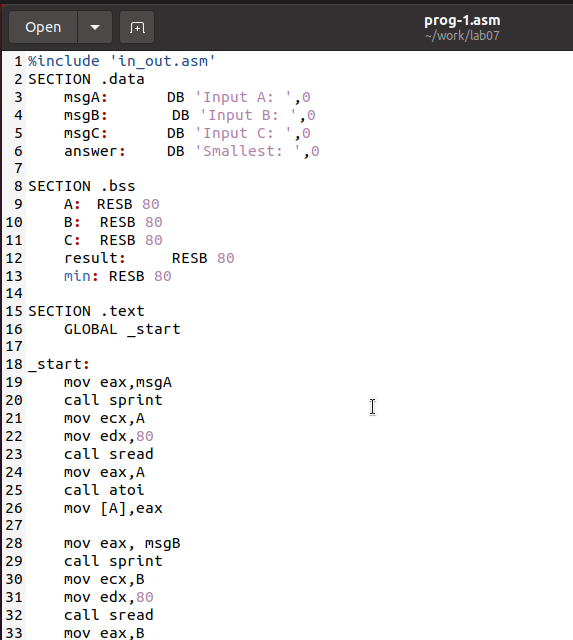 Open
prog-1.asm
~/work/lab07
1 %include 'in_out.asm'
2 SECTION .data
3     msgA:      DB 'Input A: ',0
4     msgB:       DB 'Input B: ',0
5     msgC:      DB 'Input C: ',0
6     answer:    DB 'Smallest: ',0
7
8 SECTION .bss
9     A:  RESB 80
10     B:  RESB 80
11     C:  RESB 80
12     result:     RESB 80
13     min: RESB 80
14
15 SECTION .text
16     GLOBAL _start
17
18 _start:
19     mov eax,msgA
20     call sprint
21     mov ecx,A
22     mov edx,80
23     call sread
24     mov eax,A
25     call atoi
26     mov [A],eax
27
28     mov eax, msgB
29     call sprint
30     mov ecx,B
31     mov edx,80
32     call sread
33     mov eax,B